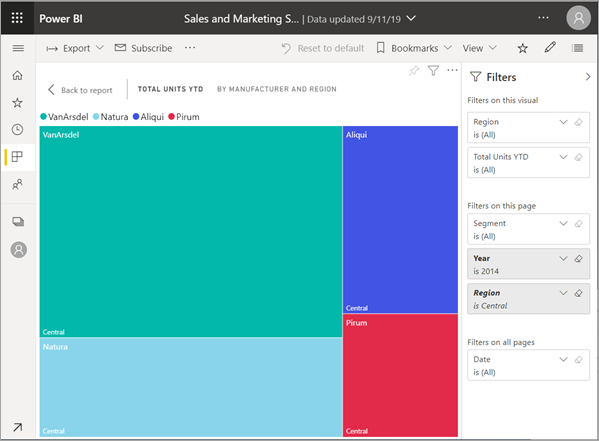 Power BI
Sales and Marketing S... | Data updated 9/11/19
Export
Subscribe
Reset to default
Bookmarks
View
Back to report
TOTAL UNITS YTD
BY MANUFACTURER AND REGION
VanArsdel Natura Aliqui Pirum
VanArsdel
Central
Natura
Central
Aliqui
Central
Pirum
Central
Filters
Filters on this visual
Region
is (All)
Total Units YTD
is (All)
Filters on this page
Segment
is (All)
Year
is 2014
Region
is Central
Filters on all pages
Date
is (All)